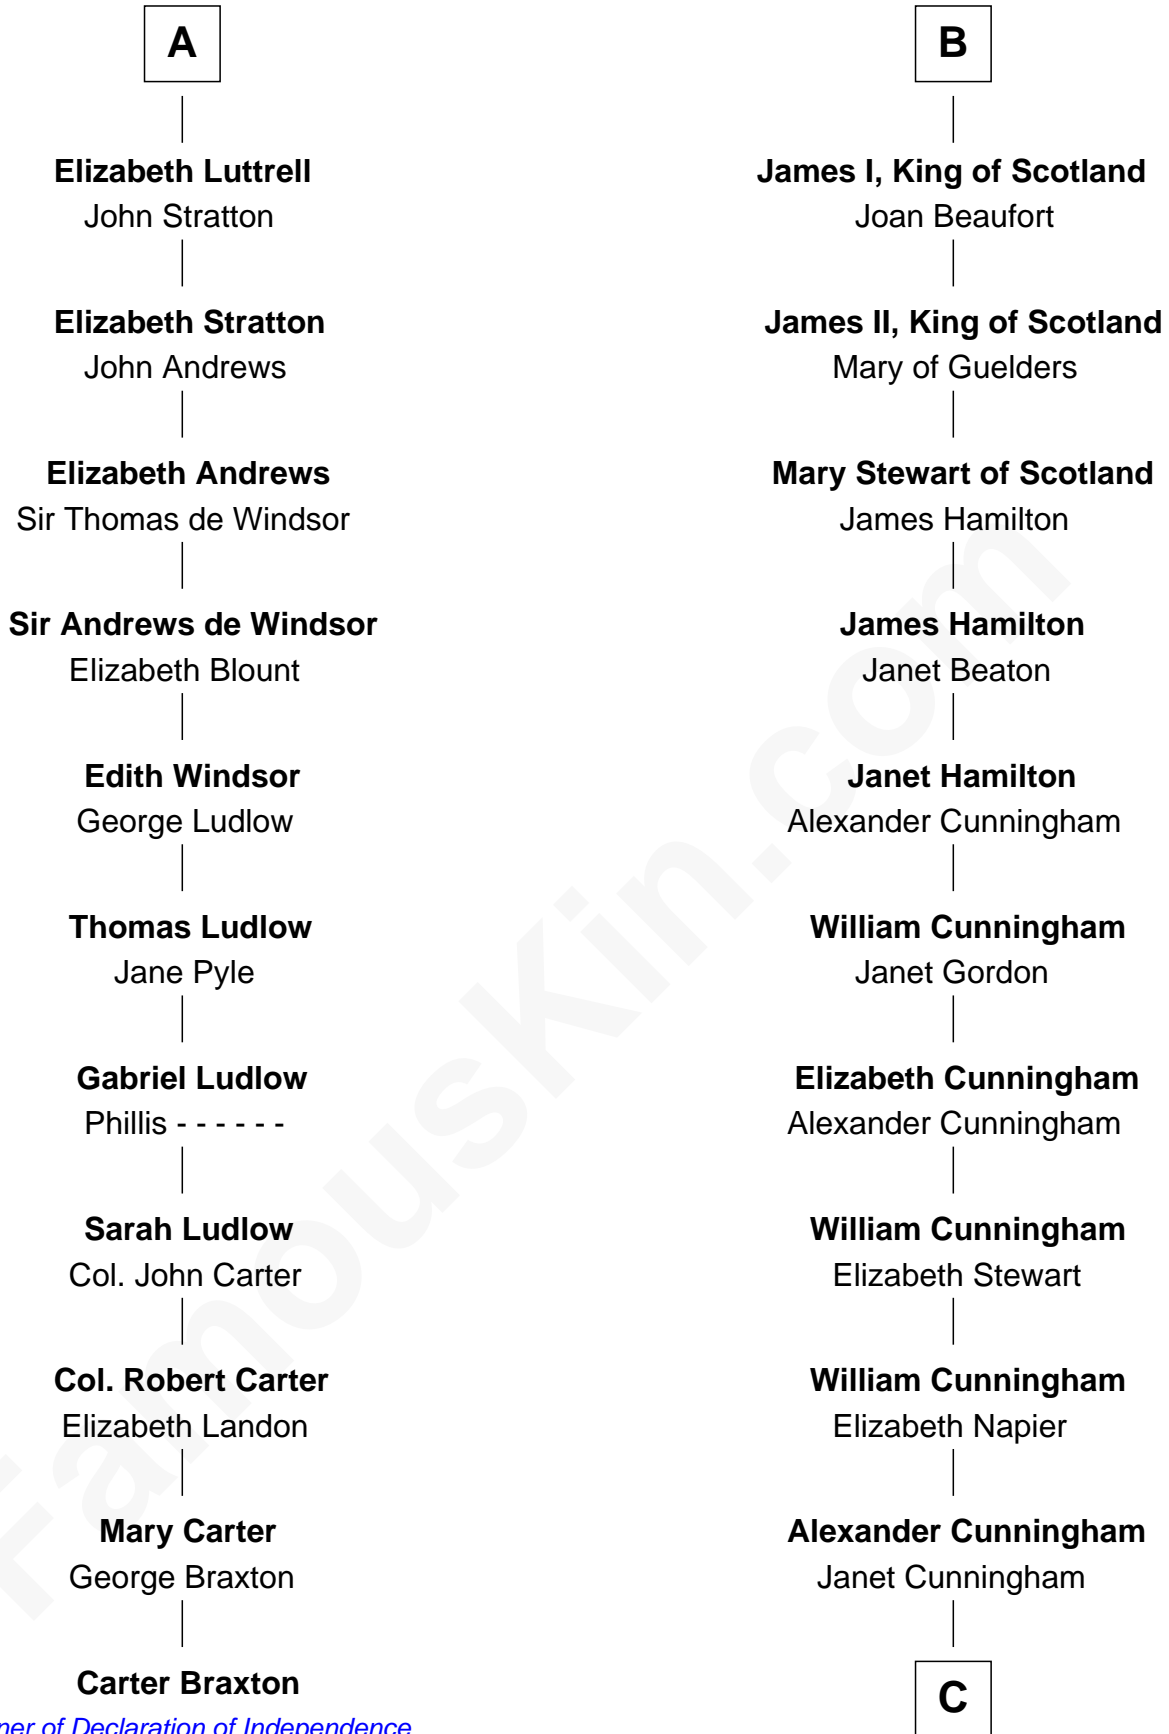 A
Elizabeth Luttrell
John Stratton
Elizabeth Stratton
John Andrews
Elizabeth Andrews
Sir Thomas de Windsor
Sir Andrews de Windsor
Elizabeth Blount
Edith Windsor
George Ludlow
Thomas Ludlow
Jane Pyle
Gabriel Ludlow
Phillis - - - - - -
Sarah Ludlow
Col. John Carter
Col. Robert Carter
Elizabeth Landon
Mary Carter
George Braxton
Carter Braxton
ner of Declaration of Independence
B
James I, King of Scotland
Joan Beaufort
James II, King of Scotland
Mary of Guelders
Mary Stewart of Scotland
James Hamilton
James Hamilton
Janet Beaton
Janet Hamilton
Alexander Cunningham
William Cunningham
Janet Gordon
Elizabeth Cunningham
Alexander Cunningham
William Cunningham
Elizabeth Stewart
William Cunningham
Elizabeth Napier
Alexander Cunningham
Janet Cunningham
C
FamousKin.com